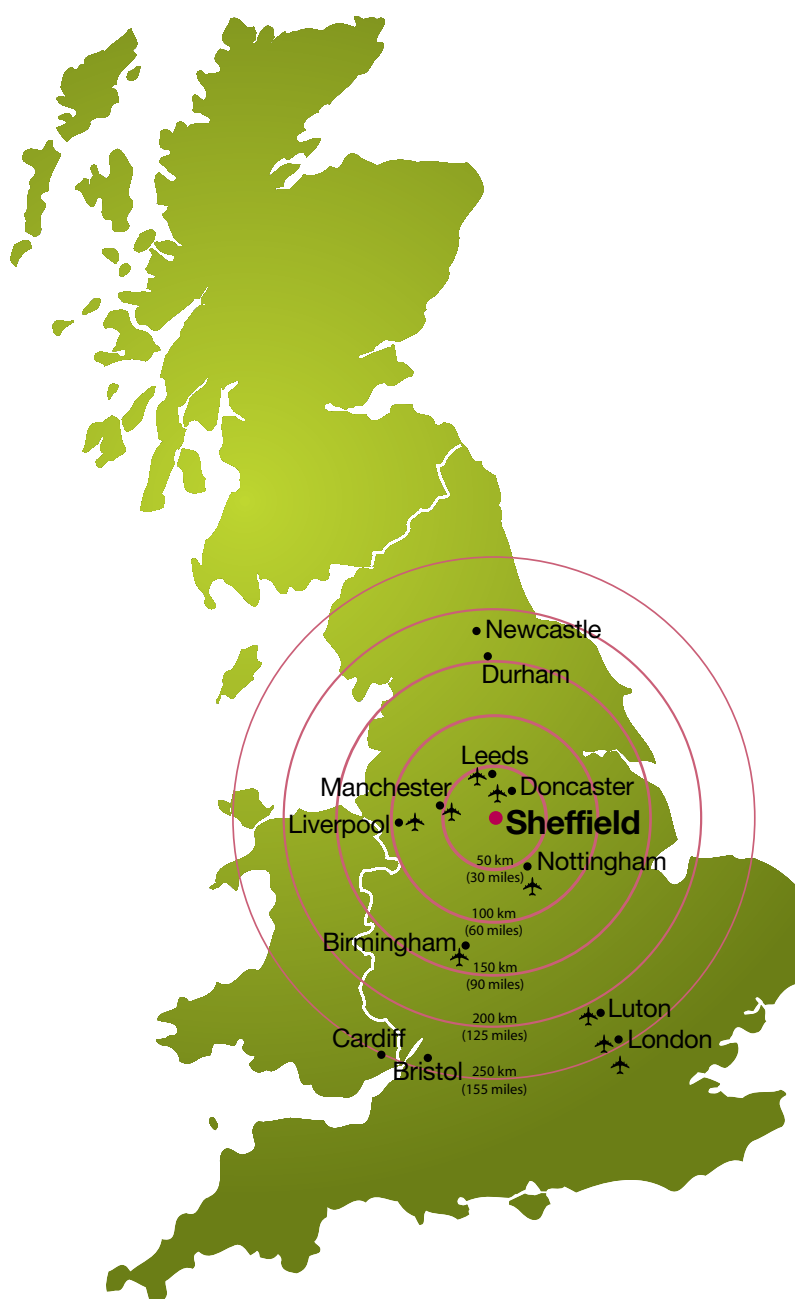 Newcastle
Durham
Leeds
Manchester
Doncaster
Liverpool
Sheffield
50 km
(30 miles)
Nottingham
100 km
(60 miles)
Birmingham
150 km
(90 miles)
Luton
200 km
(125 miles)
London
Cardiff
Bristol
250 km
(155 miles)